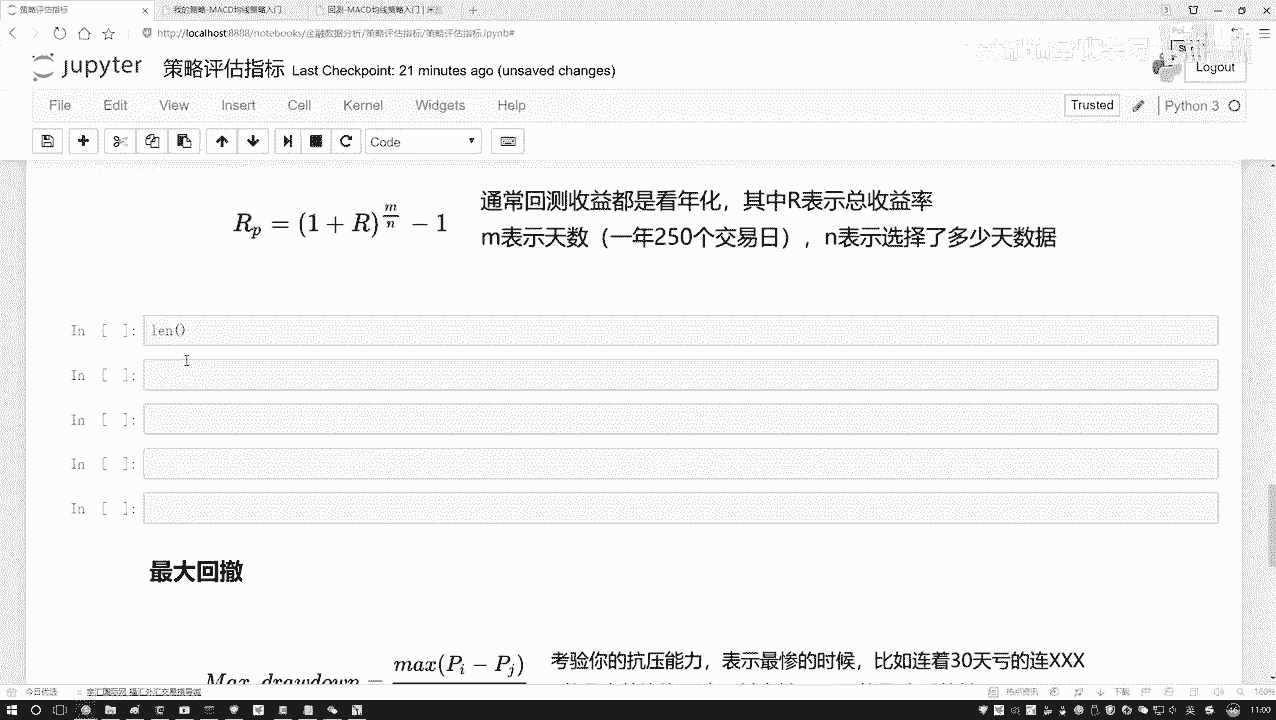 策略评估指标
我的策略-MACD均线策略入门
回测-MACD均线策略入门 | 米
http://localhost:8888/notebooks/金融数据分析/策略评估指标/策略评估指标.ipynb#
jupyter 策略评估指标 Last Checkpoint: 21 minutes ago (unsaved changes)
Logout
File Edit View Insert Cell Kernel Widgets Help
Trusted
Python 3
Code
R_p = (1 + R)^{m/n} − 1
通常回测收益都是看年化，其中R表示总收益率
m表示天数（一年250个交易日），n表示选择了多少天数据
In [ ]: len()
In [ ]:
In [ ]:
In [ ]:
In [ ]:
最大回撤
max(P_i − P_j)
Max_drawdown =
考验你的抗压能力，表示最惨的时候，比如连着30天亏的连XXX
今日优选
下载
160%
英
11:00